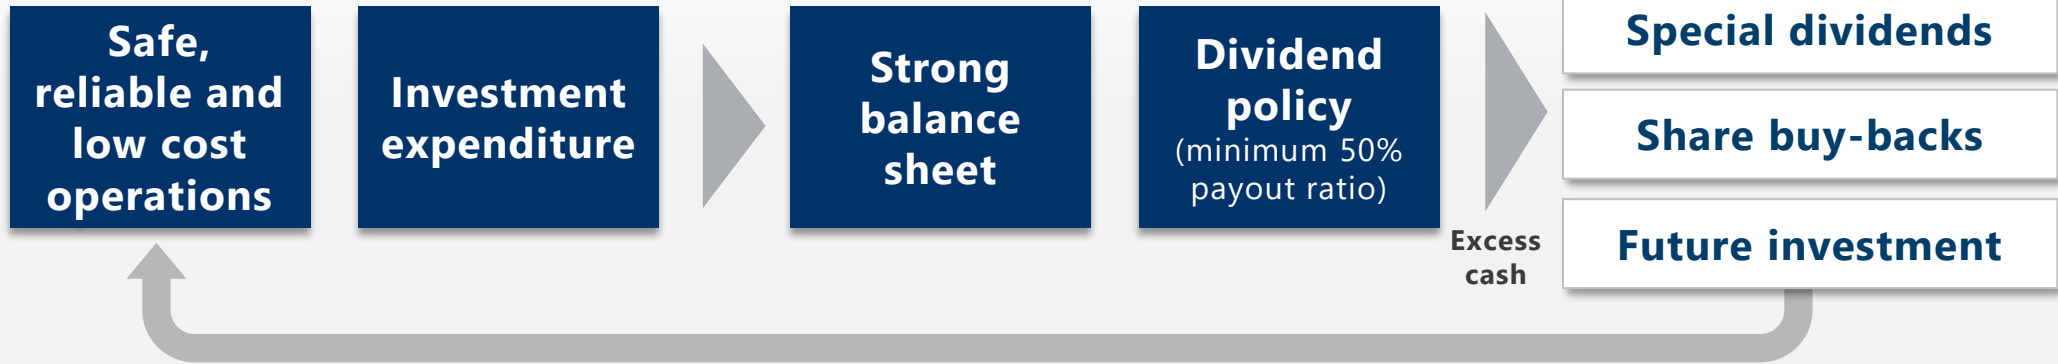 Safe,
reliable and
low cost
operations
Investment
expenditure
Strong
balance
sheet
Dividend
policy
(minimum 50%
payout ratio)
Excess
cash
Special dividends
Share buy-backs
Future investment